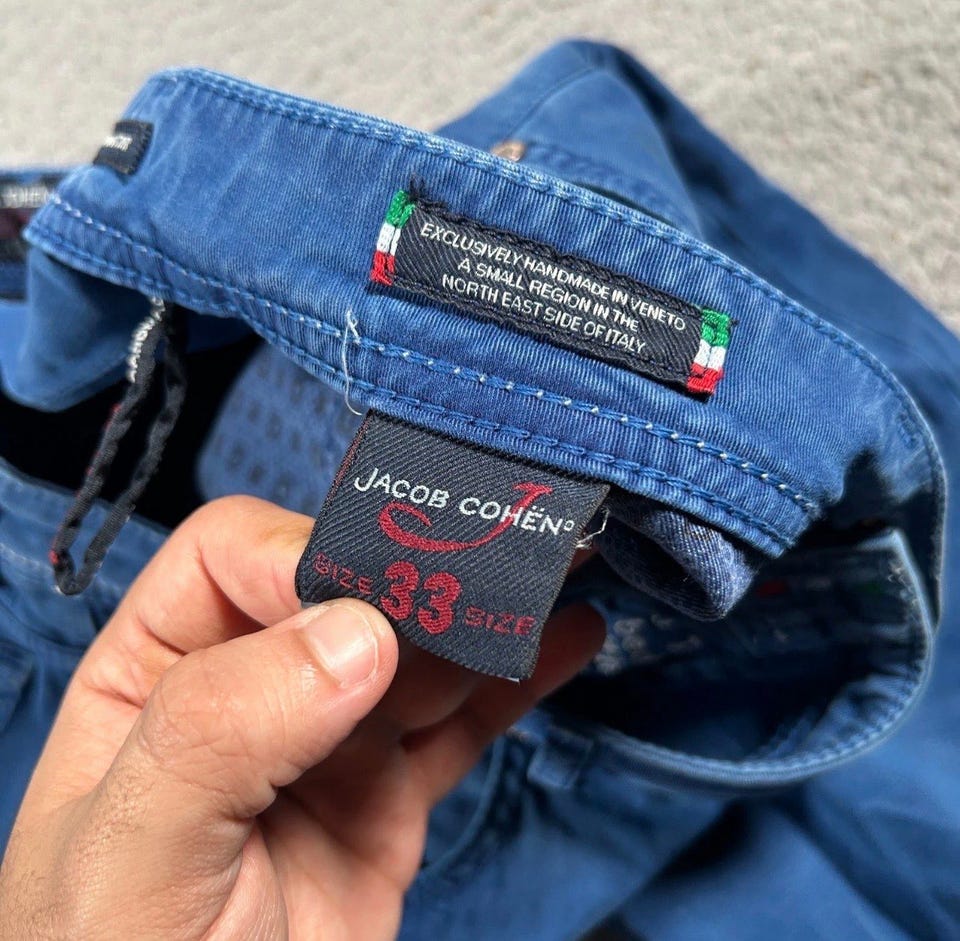 EXCLUSIVELY HANDMADE IN VENETO
A SMALL REGION IN THE
NORTH EAST SIDE OF ITALY
JACOB COHËN
SIZE 33 SIZE